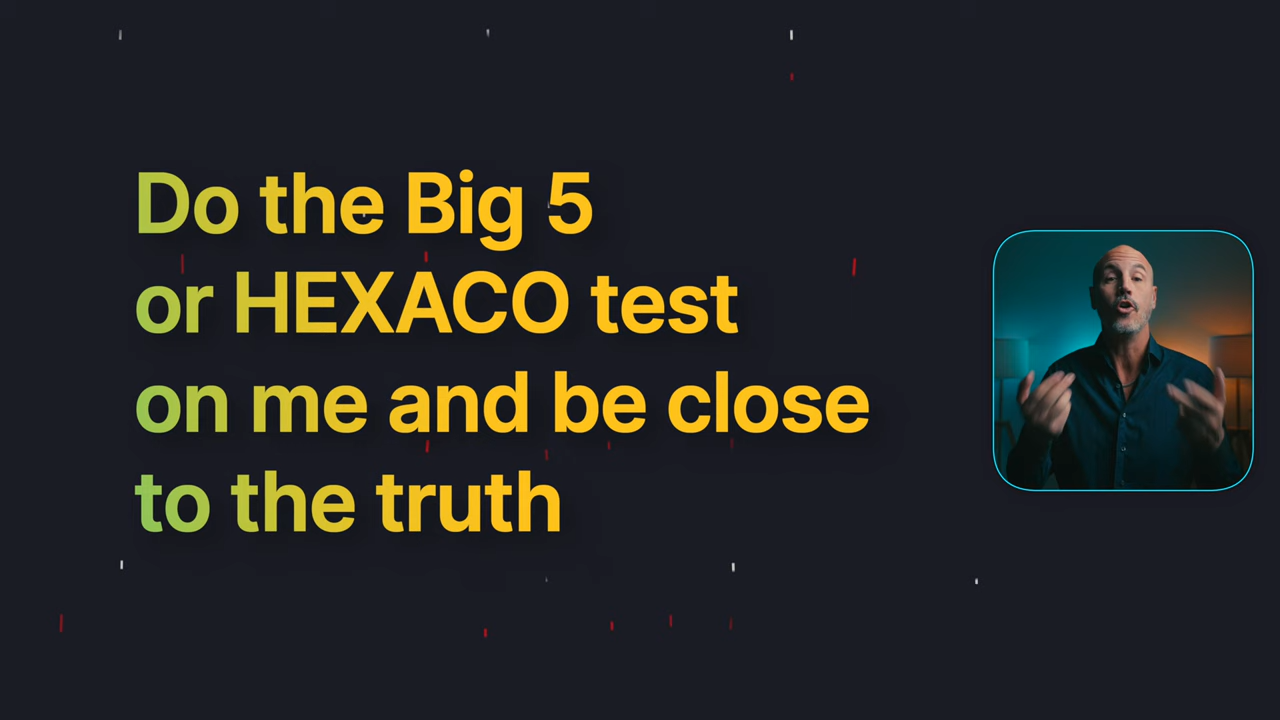 Do the Big 5
or HEXACO test
on me and be close
to the truth